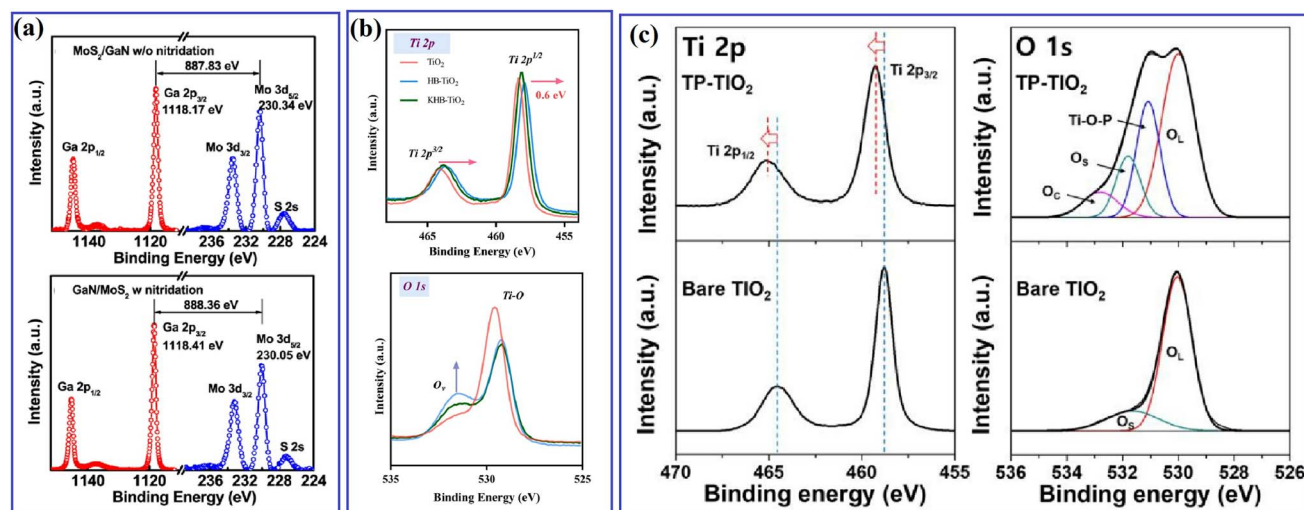 (a)
MoS₂/GaN w/o nitridation
887.83 eV
Ga 2p₃/₂
1118.17 eV
Mo 3d₅/₂
230.34 eV
Ga 2p₁/₂
Mo 3d₃/₂
S 2s
Intensity (a.u.)
1140 1120 236 232 228 224
Binding Energy (eV)
GaN/MoS₂ w nitridation
888.36 eV
Ga 2p₃/₂
1118.41 eV
Mo 3d₅/₂
230.05 eV
Ga 2p₁/₂
Mo 3d₃/₂
S 2s
Intensity (a.u.)
1140 1120 236 232 228 224
Binding Energy (eV)
(b)
Ti 2p
TiO₂
HB-TiO₂
KHB-TiO₂
Ti 2p¹/²
0.6 eV
Ti 2p³/²
Intensity (a.u.)
465 460 455
Binding Energy (eV)
O 1s
Ti-O
Oᵥ
Intensity (a.u.)
535 530 525
Binding Energy (eV)
(c)
Ti 2p
TP-TIO₂
Ti 2p₃/₂
Ti 2p₁/₂
Intensity (a.u.)
Bare TIO₂
Intensity (a.u.)
470 465 460 455
Binding energy (eV)
O 1s
TP-TIO₂
Ti-O-P
O_L
O_S
O_C
Intensity (a.u.)
Bare TIO₂
O_L
O_S
Intensity (a.u.)
536 534 532 530 528 526
Binding energy (eV)